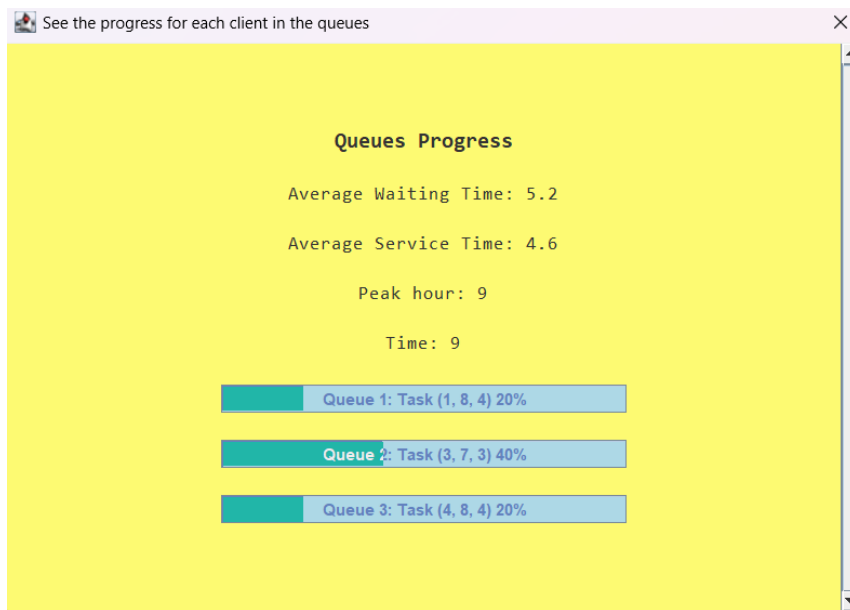 See the progress for each client in the queues
Queues Progress
Average Waiting Time: 5.2
Average Service Time: 4.6
Peak hour: 9
Time: 9
Queue 1: Task (1, 8, 4) 20%
Queue 2: Task (3, 7, 3) 40%
Queue 3: Task (4, 8, 4) 20%